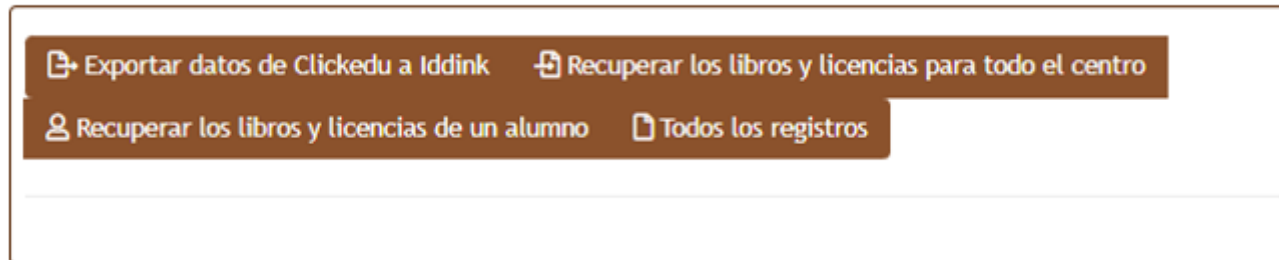 Exportar datos de Clickedu a Iddink Recuperar los libros y licencias para todo el centro
Recuperar los libros y licencias de un alumno Todos los registros